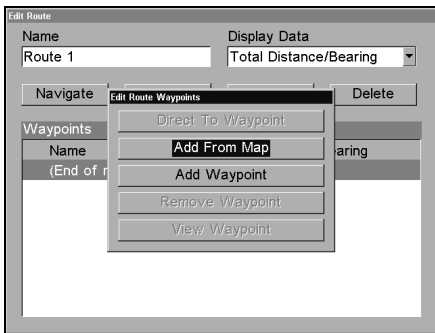 Edit Route
Name
Display Data
Route 1
Total Distance/Bearing
Navigate
Delete
Edit Route Waypoints
Direct To Waypoint
Waypoints
Add From Map
Name
(End of
Add Waypoint
Remove Waypoint
View Waypoint